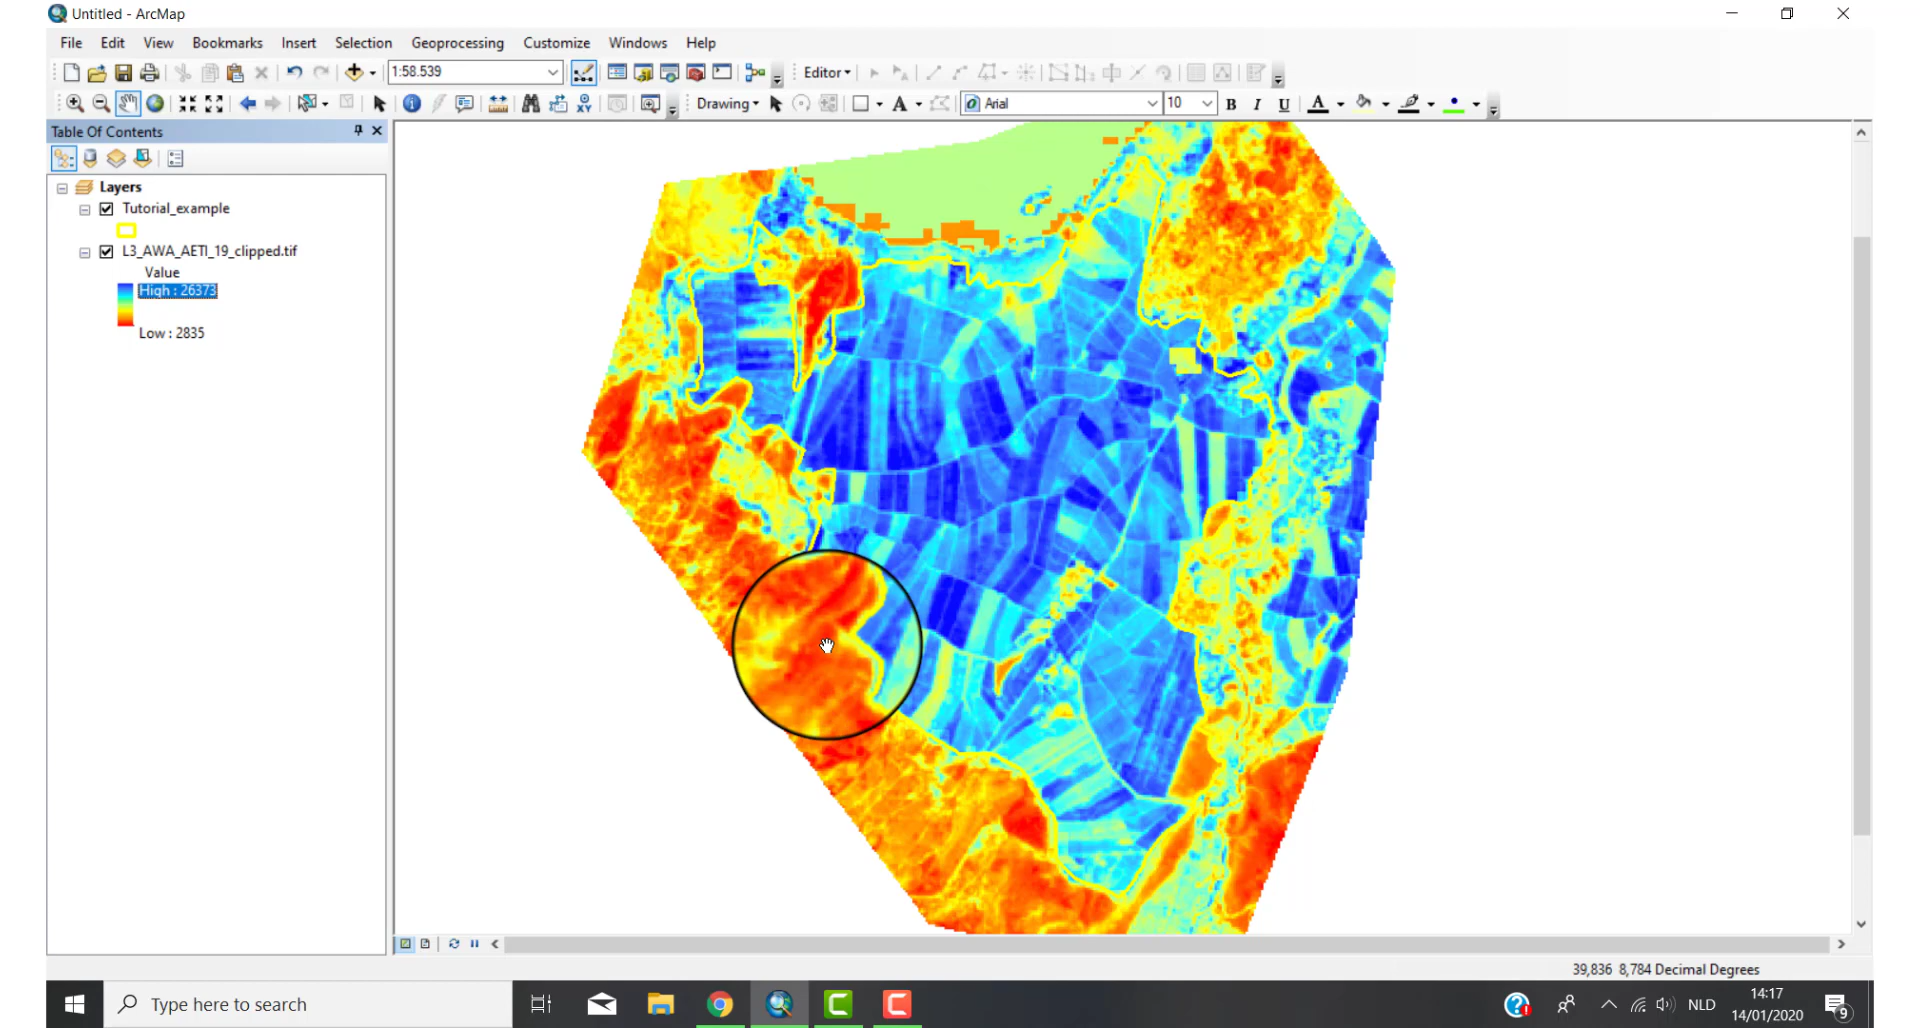 Untitled - ArcMap
File Edit View Bookmarks Insert Selection Geoprocessing Customize Windows Help
1:58.539 Editor
Drawing A Arial 10 B I U A
Table Of Contents
Layers
Tutorial_example
L3_AWA_AETI_19_clipped.tif
Value
High : 26373
Low : 2835
39,836 8,784 Decimal Degrees
Type here to search
NLD
14:17
14/01/2020
9